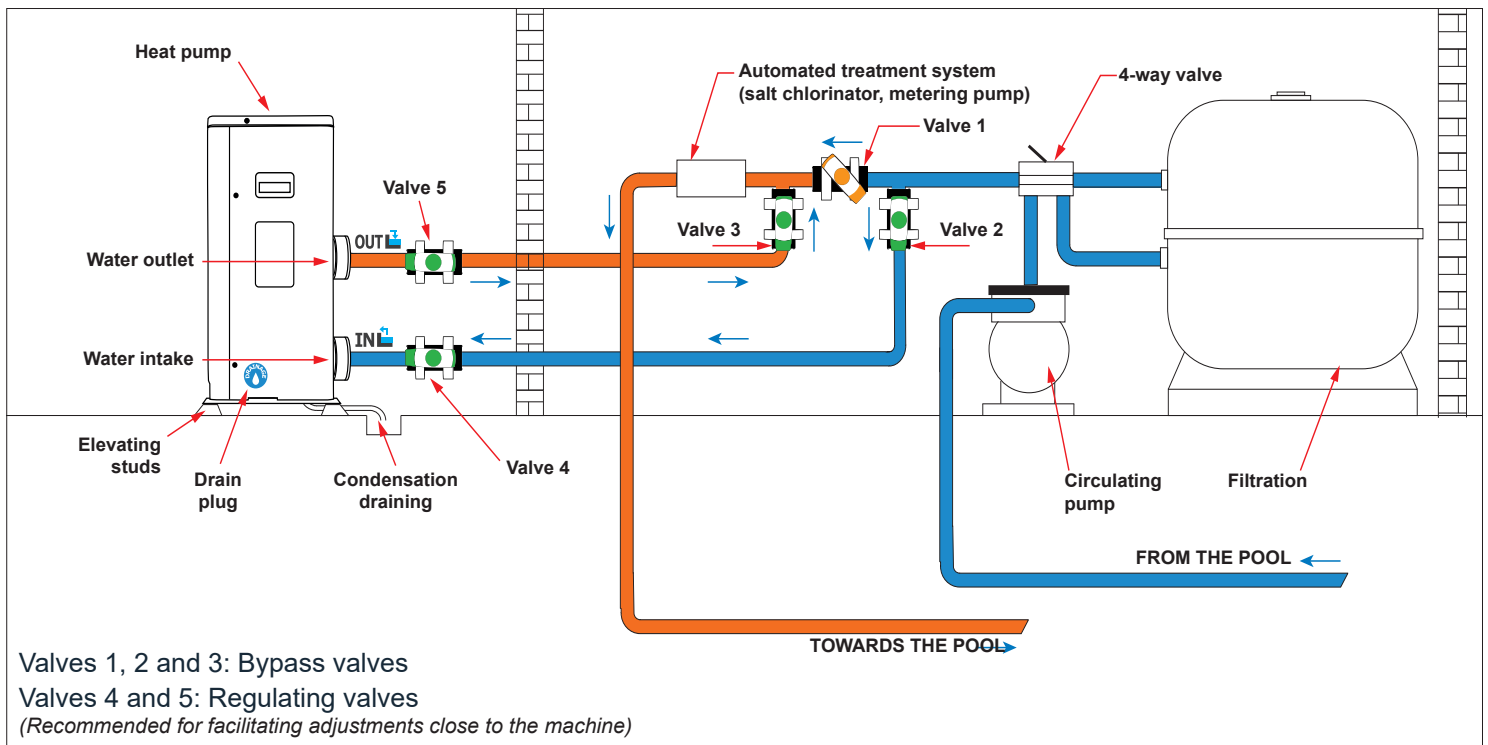 Heat pump
Automated treatment system
(salt chlorinator, metering pump)
4-way valve
Valve 1
Valve 5
Valve 3
Valve 2
OUT
Water outlet
IN
Water intake
DRAINAGE
Elevating
studs
Drain
plug
Condensation
draining
Valve 4
Circulating
pump
Filtration
FROM THE POOL
TOWARDS THE POOL
Valves 1, 2 and 3: Bypass valves
Valves 4 and 5: Regulating valves
(Recommended for facilitating adjustments close to the machine)